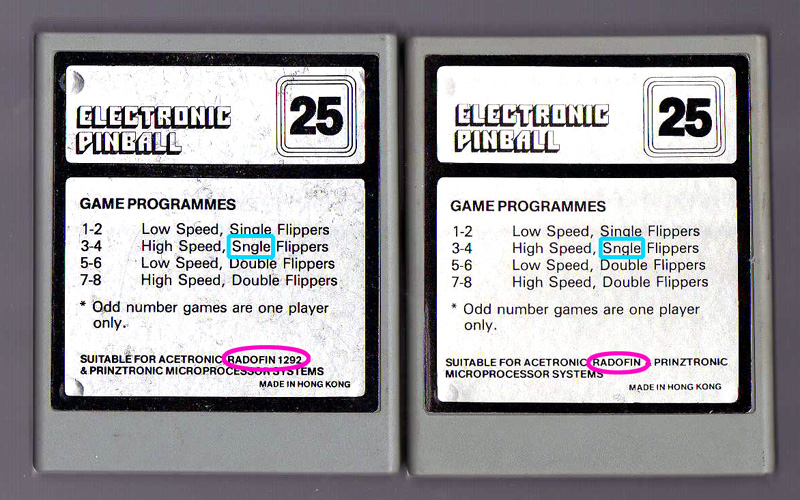 ELECTRONIC
PINBALL
25
GAME PROGRAMMES
1-2 Low Speed, Single Flippers
3-4 High Speed, Sngle Flippers
5-6 Low Speed, Double Flippers
7-8 High Speed, Double Flippers
* Odd number games are one player
only.
SUITABLE FOR ACETRONIC RADOFIN 1292
& PRINZTRONIC MICROPROCESSOR SYSTEMS
MADE IN HONG KONG
ELECTRONIC
PINBALL
25
GAME PROGRAMMES
1-2 Low Speed, Single Flippers
3-4 High Speed, Sngle Flippers
5-6 Low Speed, Double Flippers
7-8 High Speed, Double Flippers
* Odd number games are one player
only.
SUITABLE FOR ACETRONIC RADOFIN PRINZTRONIC
MICROPROCESSOR SYSTEMS
MADE IN HONG KONG